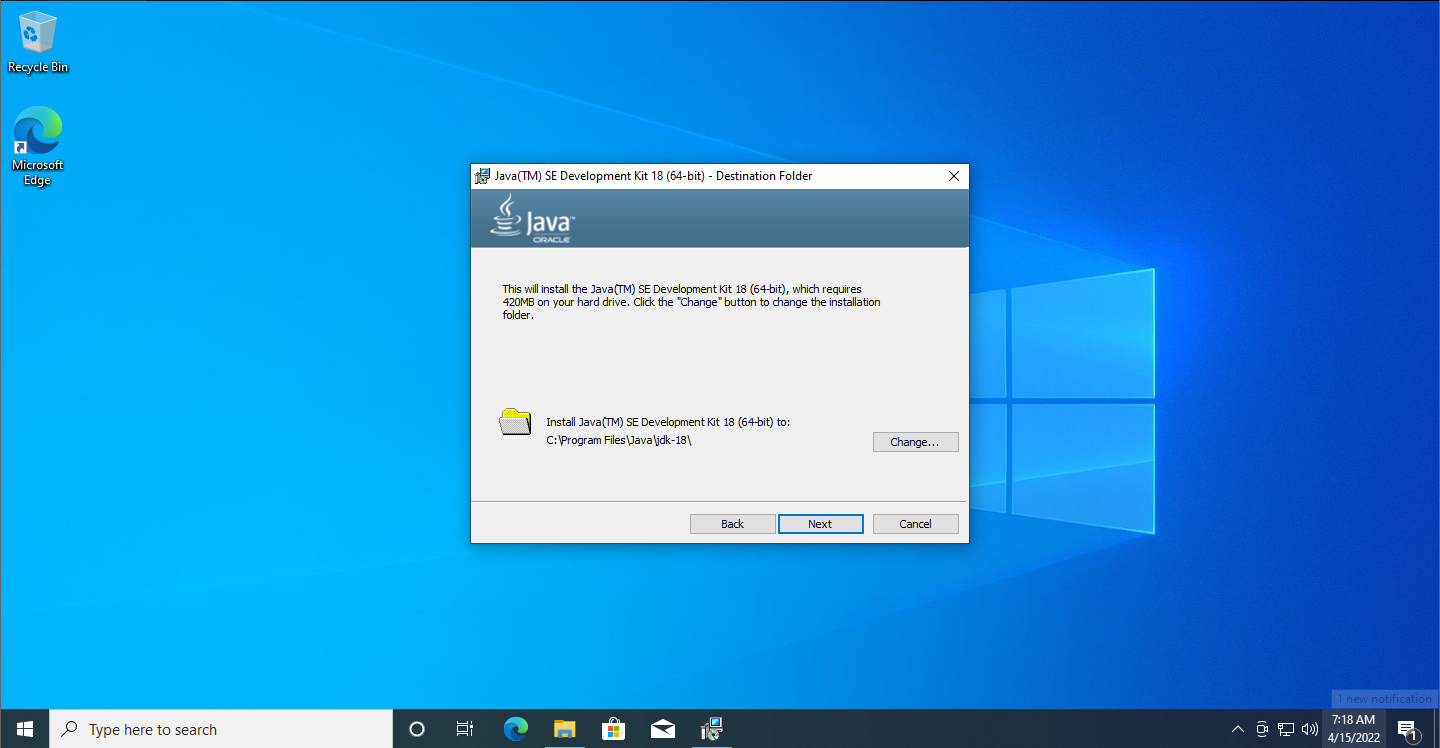 Recycle Bin
Microsoft
Edge
Java(TM) SE Development Kit 18 (64-bit) - Destination Folder
Java™
ORACLE
This will install the Java(TM) SE Development Kit 18 (64-bit), which requires
420MB on your hard drive. Click the "Change" button to change the installation
folder.
Install Java(TM) SE Development Kit 18 (64-bit) to:
C:\Program Files\Java\jdk-18\
Change...
Back
Next
Cancel
1 new notification
Type here to search
7:18 AM
4/15/2022
1